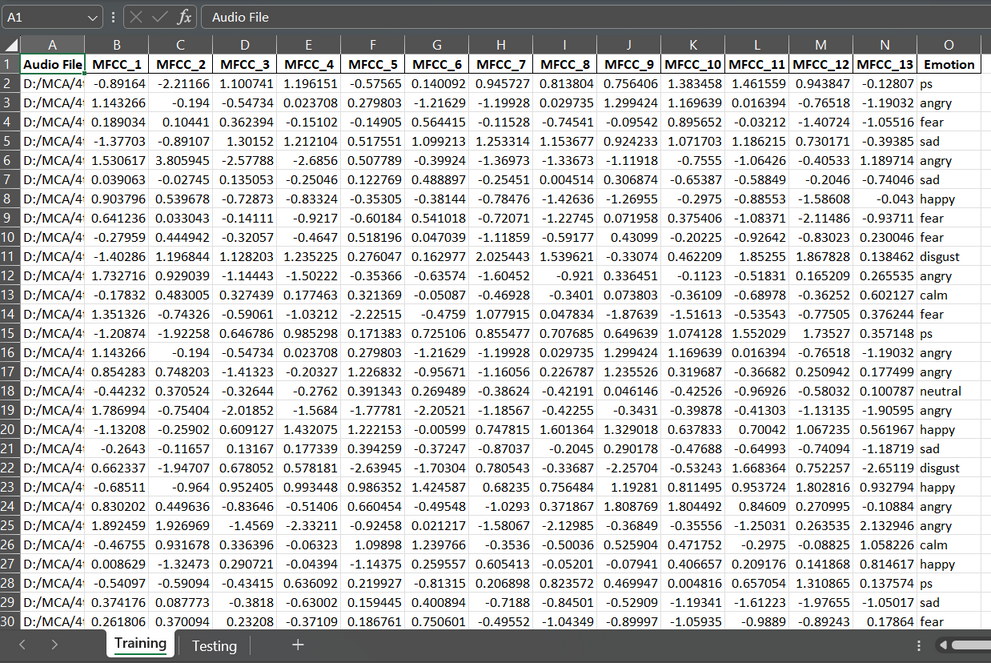 A1 fx Audio File
A B C D E F G H I J K L M N O
1 Audio File MFCC_1 MFCC_2 MFCC_3 MFCC_4 MFCC_5 MFCC_6 MFCC_7 MFCC_8 MFCC_9 MFCC_10 MFCC_11 MFCC_12 MFCC_13 Emotion
2 D:/MCA/4 -0.89164 -2.21166 1.100741 1.196151 -0.57565 0.140092 0.945727 0.813804 0.756406 1.383458 1.461559 0.943847 -0.12807 ps
3 D:/MCA/4 1.143266 -0.194 -0.54734 0.023708 0.279803 -1.21629 -1.19928 0.029735 1.299424 1.169639 0.016394 -0.76518 -1.19032 angry
4 D:/MCA/4 0.189034 0.10441 0.362394 -0.15102 -0.14905 0.564415 -0.11528 -0.74541 -0.09542 0.895652 -0.03212 -1.40724 -1.05516 fear
5 D:/MCA/4 -1.37703 -0.89107 1.30152 1.212104 0.517551 1.099213 1.253314 1.153677 0.924233 1.071703 1.186215 0.730171 -0.39385 sad
6 D:/MCA/4 1.530617 3.805945 -2.57788 -2.6856 0.507789 -0.39924 -1.36973 -1.33673 -1.11918 -0.7555 -1.06426 -0.40533 1.189714 angry
7 D:/MCA/4 0.039063 -0.02745 0.135053 -0.25046 0.122769 0.488897 -0.25451 0.004514 0.306874 -0.65387 -0.58849 -0.2046 -0.74046 sad
8 D:/MCA/4 0.903796 0.539678 -0.72873 -0.83324 -0.35305 -0.38144 -0.78476 -1.42636 -1.26955 -0.2975 -0.88553 -1.58608 -0.043 happy
9 D:/MCA/4 0.641236 0.033043 -0.14111 -0.9217 -0.60184 0.541018 -0.72071 -1.22745 0.071958 0.375406 -1.08371 -2.11486 -0.93711 fear
10 D:/MCA/4 -0.27959 0.444942 -0.32057 -0.4647 0.518196 0.047039 -1.11859 -0.59177 0.43099 -0.20225 -0.92642 -0.83023 0.230046 fear
11 D:/MCA/4 -1.40286 1.196844 1.128203 1.235225 0.276047 0.162977 2.025443 1.539621 -0.33074 0.462209 1.85255 1.867828 0.138462 disgust
12 D:/MCA/4 1.732716 0.929039 -1.14443 -1.50222 -0.35366 -0.63574 -1.60452 -0.921 0.336451 -0.1123 -0.51831 0.165209 0.265535 angry
13 D:/MCA/4 -0.17832 0.483005 0.327439 0.177463 0.321369 -0.05087 -0.46928 -0.3401 0.073803 -0.36109 -0.68978 -0.36252 0.602127 calm
14 D:/MCA/4 1.351326 -0.74326 -0.59061 -1.03212 -2.22515 -0.4759 1.077915 0.047834 -1.87639 -1.51613 -0.53543 -0.77505 0.376244 fear
15 D:/MCA/4 -1.20874 -1.92258 0.646786 0.985298 0.171383 0.725106 0.855477 0.707685 0.649639 1.074128 1.552029 1.73527 0.357148 ps
16 D:/MCA/4 1.143266 -0.194 -0.54734 0.023708 0.279803 -1.21629 -1.19928 0.029735 1.299424 1.169639 0.016394 -0.76518 -1.19032 angry
17 D:/MCA/4 0.854283 0.748203 -1.41323 -0.20327 1.226832 -0.95671 -1.16056 0.226787 1.235526 0.319687 -0.36682 0.250942 0.177499 angry
18 D:/MCA/4 -0.44232 0.370524 -0.32644 -0.2762 0.391343 0.269489 -0.38624 -0.42191 0.046146 -0.42526 -0.96926 -0.58032 0.100787 neutral
19 D:/MCA/4 1.786994 -0.75404 -2.01852 -1.5684 -1.77781 -2.20521 -1.18567 -0.42255 -0.3431 -0.39878 -0.41303 -1.13135 -1.90595 angry
20 D:/MCA/4 -1.13208 -0.25902 0.609127 1.432075 1.222153 -0.00599 0.747815 1.601364 1.329018 0.637833 0.70042 1.067235 0.561967 happy
21 D:/MCA/4 -0.2643 -0.11657 0.13167 0.177339 0.394259 -0.37247 -0.87037 -0.2045 0.290178 -0.47688 -0.64993 -0.74094 -1.18719 sad
22 D:/MCA/4 0.662337 -1.94707 0.678052 0.578181 -2.63945 -1.70304 0.780543 -0.33687 -2.25704 -0.53243 1.668364 0.752257 -2.65119 disgust
23 D:/MCA/4 -0.68511 -0.964 0.952405 0.993448 0.986352 1.424587 0.68235 0.756484 1.19281 0.811495 0.953724 1.802816 0.932794 happy
24 D:/MCA/4 0.830202 0.449636 -0.83646 -0.51406 0.660454 -0.49548 -1.0293 0.371867 1.808769 1.804492 0.84609 0.270995 -0.10884 angry
25 D:/MCA/4 1.892459 1.926969 -1.4569 -2.33211 -0.92458 0.021217 -1.58067 -2.12985 -0.36849 -0.35556 -1.25031 0.263535 2.132946 angry
26 D:/MCA/4 -0.46755 0.931678 0.336396 -0.06323 1.09898 1.239766 -0.3536 -0.50036 0.525904 0.471752 -0.2975 -0.08825 1.058226 calm
27 D:/MCA/4 0.008629 -1.32473 0.290721 -0.04394 -1.14375 0.259557 0.605413 -0.05201 -0.07941 0.406657 0.209176 0.141868 0.814617 happy
28 D:/MCA/4 -0.54097 -0.59094 -0.43415 0.636092 0.219927 -0.81315 0.206898 0.823572 0.469947 0.004816 0.657054 1.310865 0.137574 ps
29 D:/MCA/4 0.374176 0.087773 -0.3818 -0.63002 0.159445 0.400894 -0.7188 -0.84501 -0.52909 -1.19341 -1.61223 -1.97655 -1.05017 sad
30 D:/MCA/4 0.261806 0.370094 0.23208 -0.37109 0.186761 0.750601 -0.49552 -1.04349 -0.89997 -1.05935 -0.9889 -0.89243 0.17864 fear
Training Testing